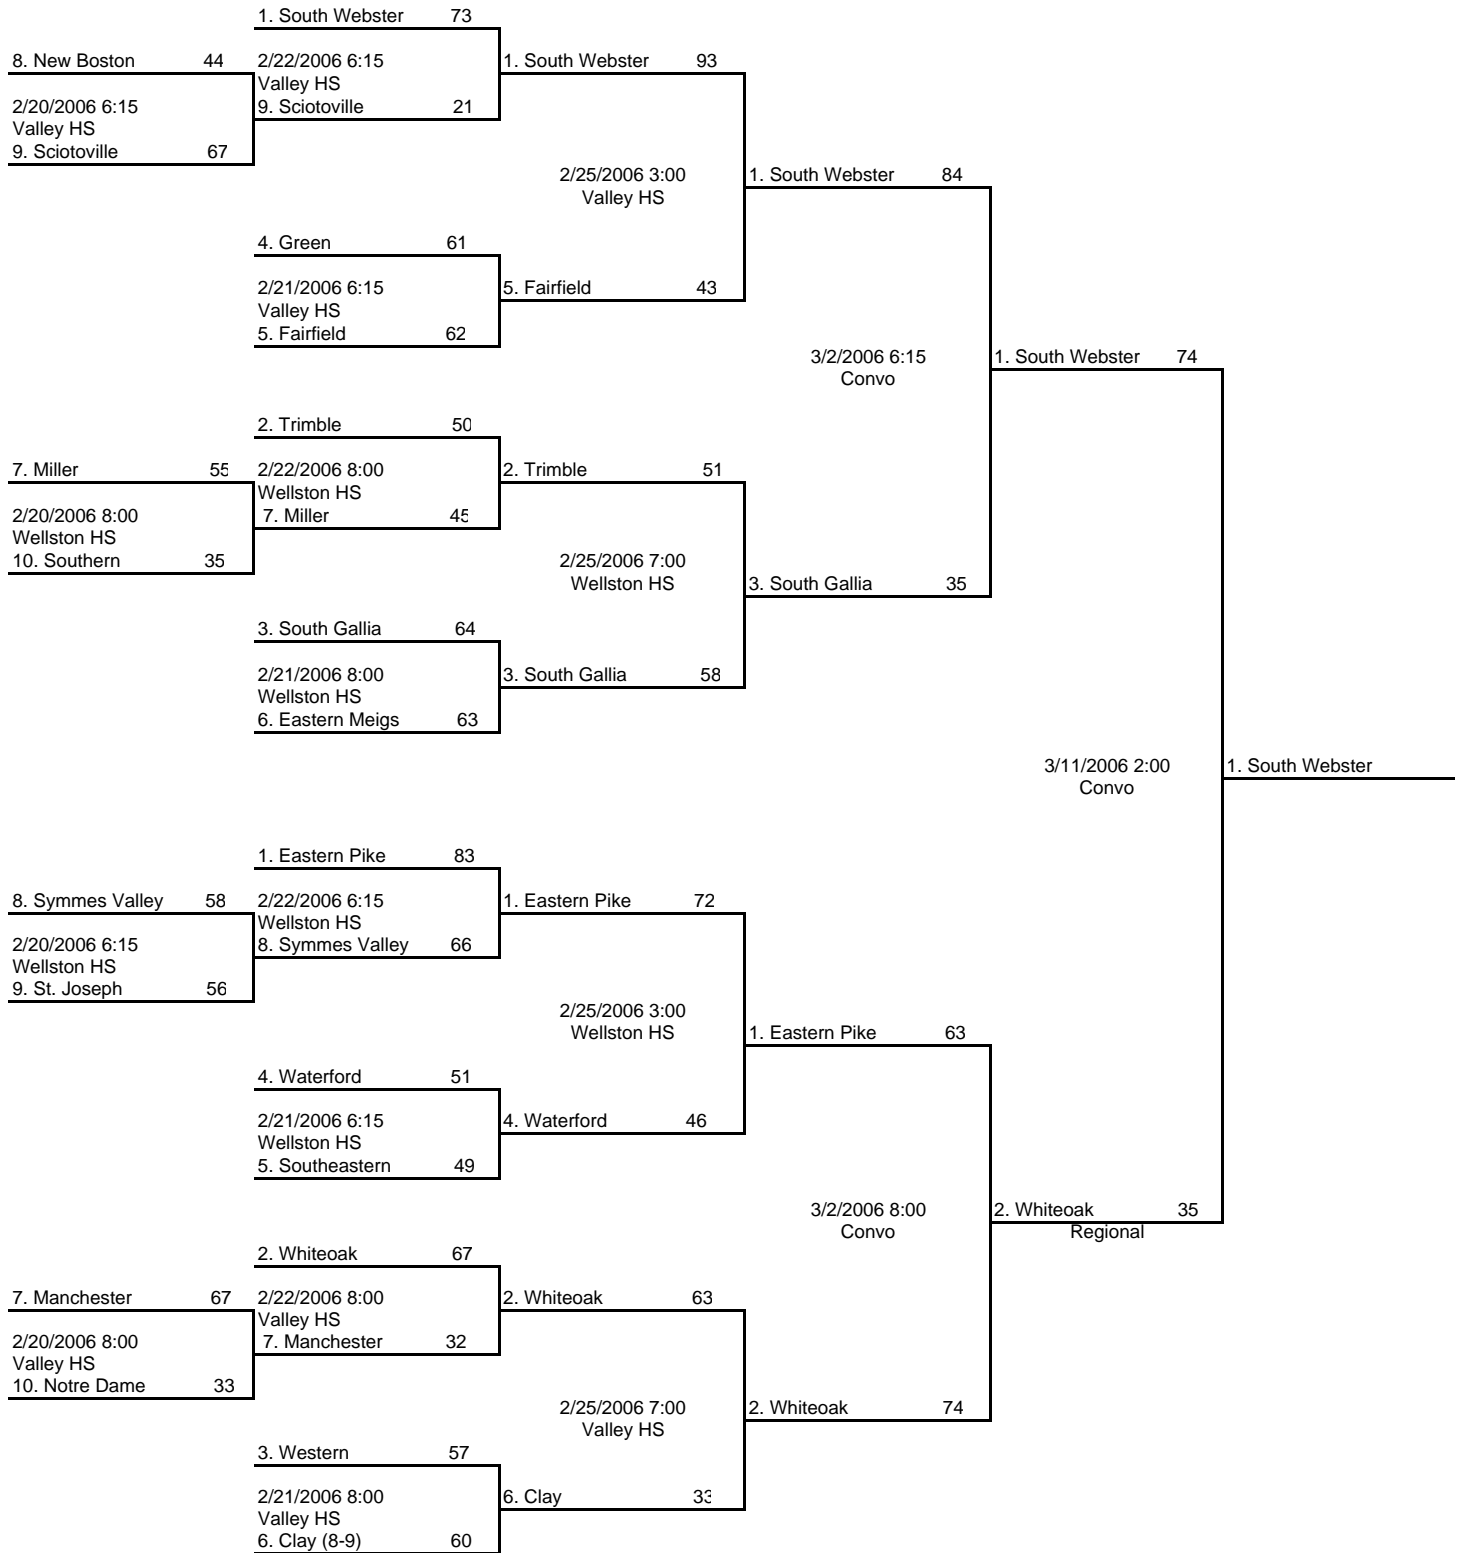 1. South Webster 73
8. New Boston 44 2/22/2006 6:15 1. South Webster 93
Valley HS
2/20/2006 6:15 9. Sciotoville 21
Valley HS
9. Sciotoville 67
2/25/2006 3:00 1. South Webster 84
Valley HS
4. Green 61
2/21/2006 6:15 5. Fairfield 43
Valley HS
5. Fairfield 62
3/2/2006 6:15 1. South Webster 74
Convo
2. Trimble 50
7. Miller 55 2/22/2006 8:00 2. Trimble 51
Wellston HS
2/20/2006 8:00 7. Miller 45
Wellston HS
10. Southern 35 2/25/2006 7:00
Wellston HS 3. South Gallia 35
3. South Gallia 64
2/21/2006 8:00 3. South Gallia 58
Wellston HS
6. Eastern Meigs 63
3/11/2006 2:00 1. South Webster
Convo
1. Eastern Pike 83
8. Symmes Valley 58 2/22/2006 6:15 1. Eastern Pike 72
Wellston HS
2/20/2006 6:15 8. Symmes Valley 66
Wellston HS
9. St. Joseph 56
2/25/2006 3:00
Wellston HS 1. Eastern Pike 63
4. Waterford 51
2/21/2006 6:15 4. Waterford 46
Wellston HS
5. Southeastern 49
3/2/2006 8:00 2. Whiteoak 35
Convo Regional
2. Whiteoak 67
7. Manchester 67 2/22/2006 8:00 2. Whiteoak 63
Valley HS
2/20/2006 8:00 7. Manchester 32
Valley HS
10. Notre Dame 33
2/25/2006 7:00 2. Whiteoak 74
Valley HS
3. Western 57
2/21/2006 8:00 6. Clay 33
Valley HS
6. Clay (8-9) 60